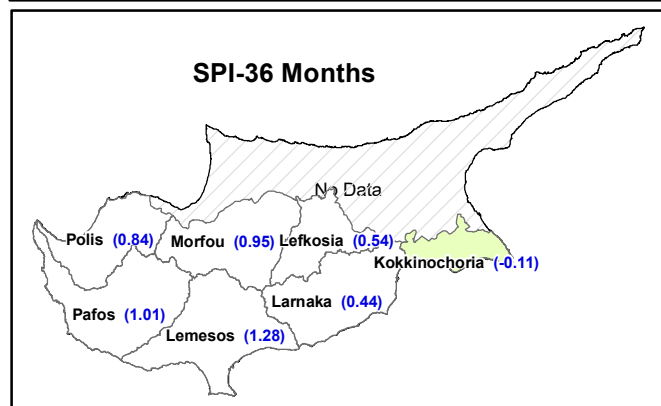 SPI-36 Months
No Data
Polis (0.84)
Morfou (0.95)
Lefkosia (0.54)
Kokkinochoria (-0.11)
Larnaka (0.44)
Pafos (1.01)
Lemesos (1.28)